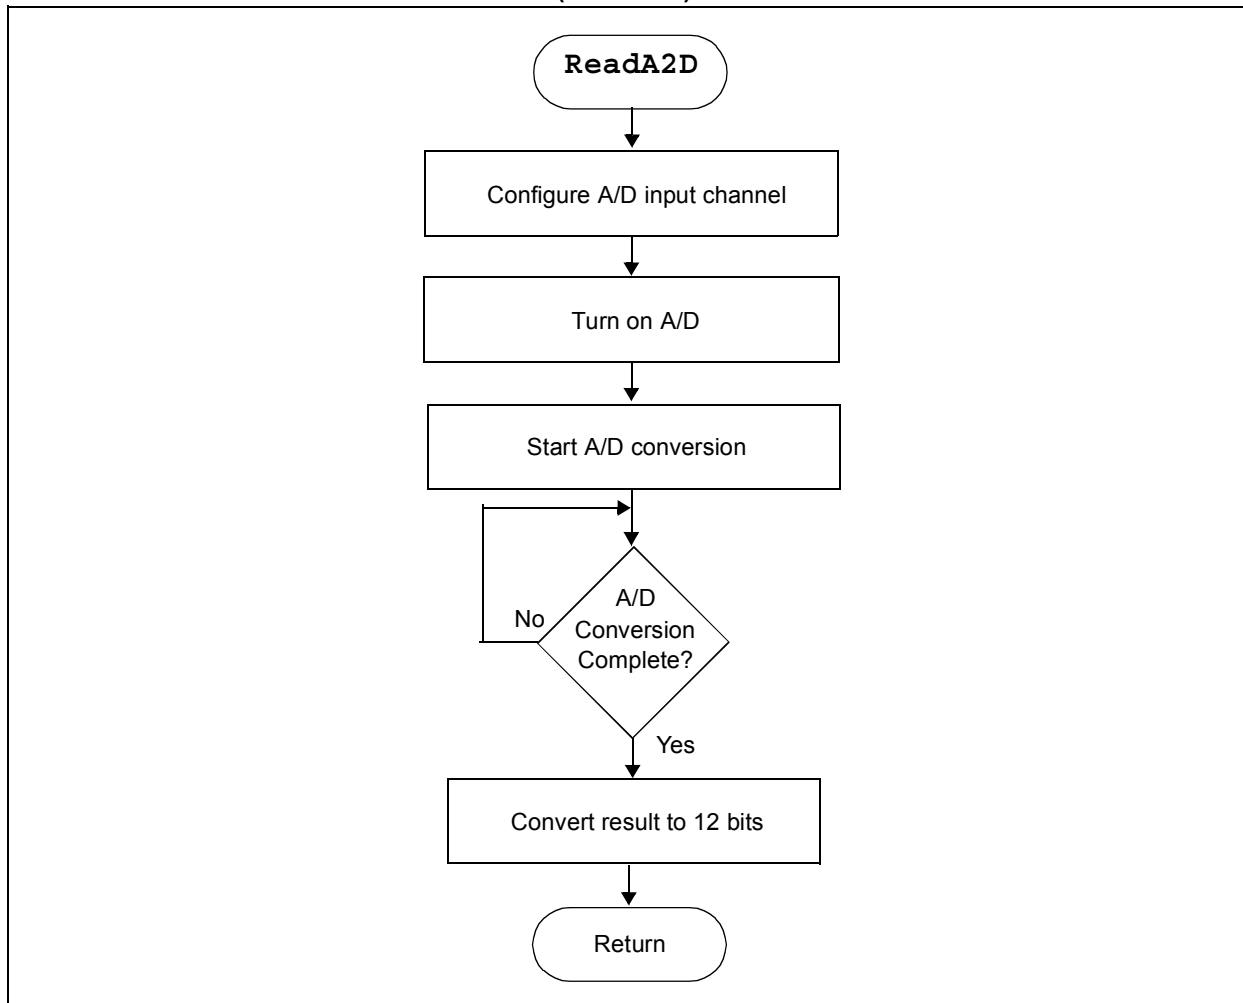 ReadA2D
Configure A/D input channel
Turn on A/D
Start A/D conversion
A/D
Conversion
Complete?
No
Yes
Convert result to 12 bits
Return